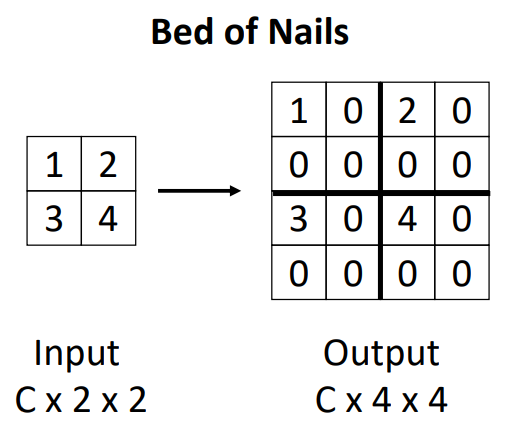 Bed of Nails
1 2
3 4
1 0 2 0
0 0 0 0
3 0 4 0
0 0 0 0
Input
C x 2 x 2
Output
C x 4 x 4